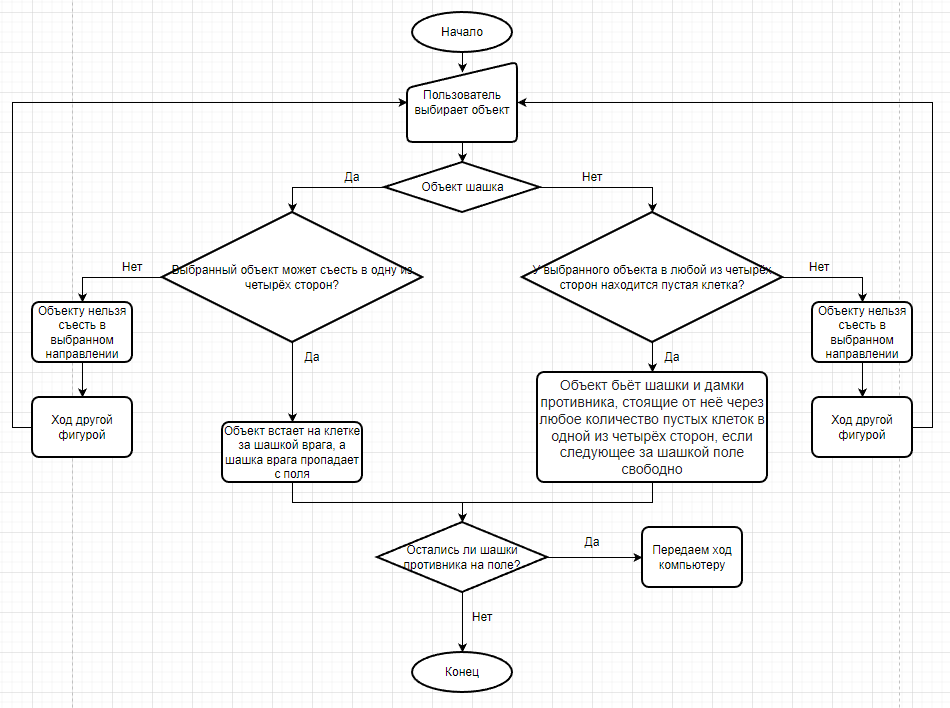 Начало
Пользователь
выбирает объект
Объект шашка
Да
Нет
Выбранный объект может съесть в одну из
четырёх сторон?
У выбранного объекта в любой из четырёх
сторон находится пустая клетка?
Нет
Нет
Объекту нельзя
съесть в
выбранном
направлении
Объекту нельзя
съесть в
выбранном
направлении
Да
Да
Ход другой
фигурой
Объект встает на клетке
за шашкой врага, а
шашка врага пропадает
с поля
Объект бьёт шашки и дамки
противника, стоящие от неё через
любое количество пустых клеток в
одной из четырёх сторон, если
следующее за шашкой поле
свободно
Ход другой
фигурой
Остались ли шашки
противника на поле?
Да
Передаем ход
компьютеру
Нет
Конец